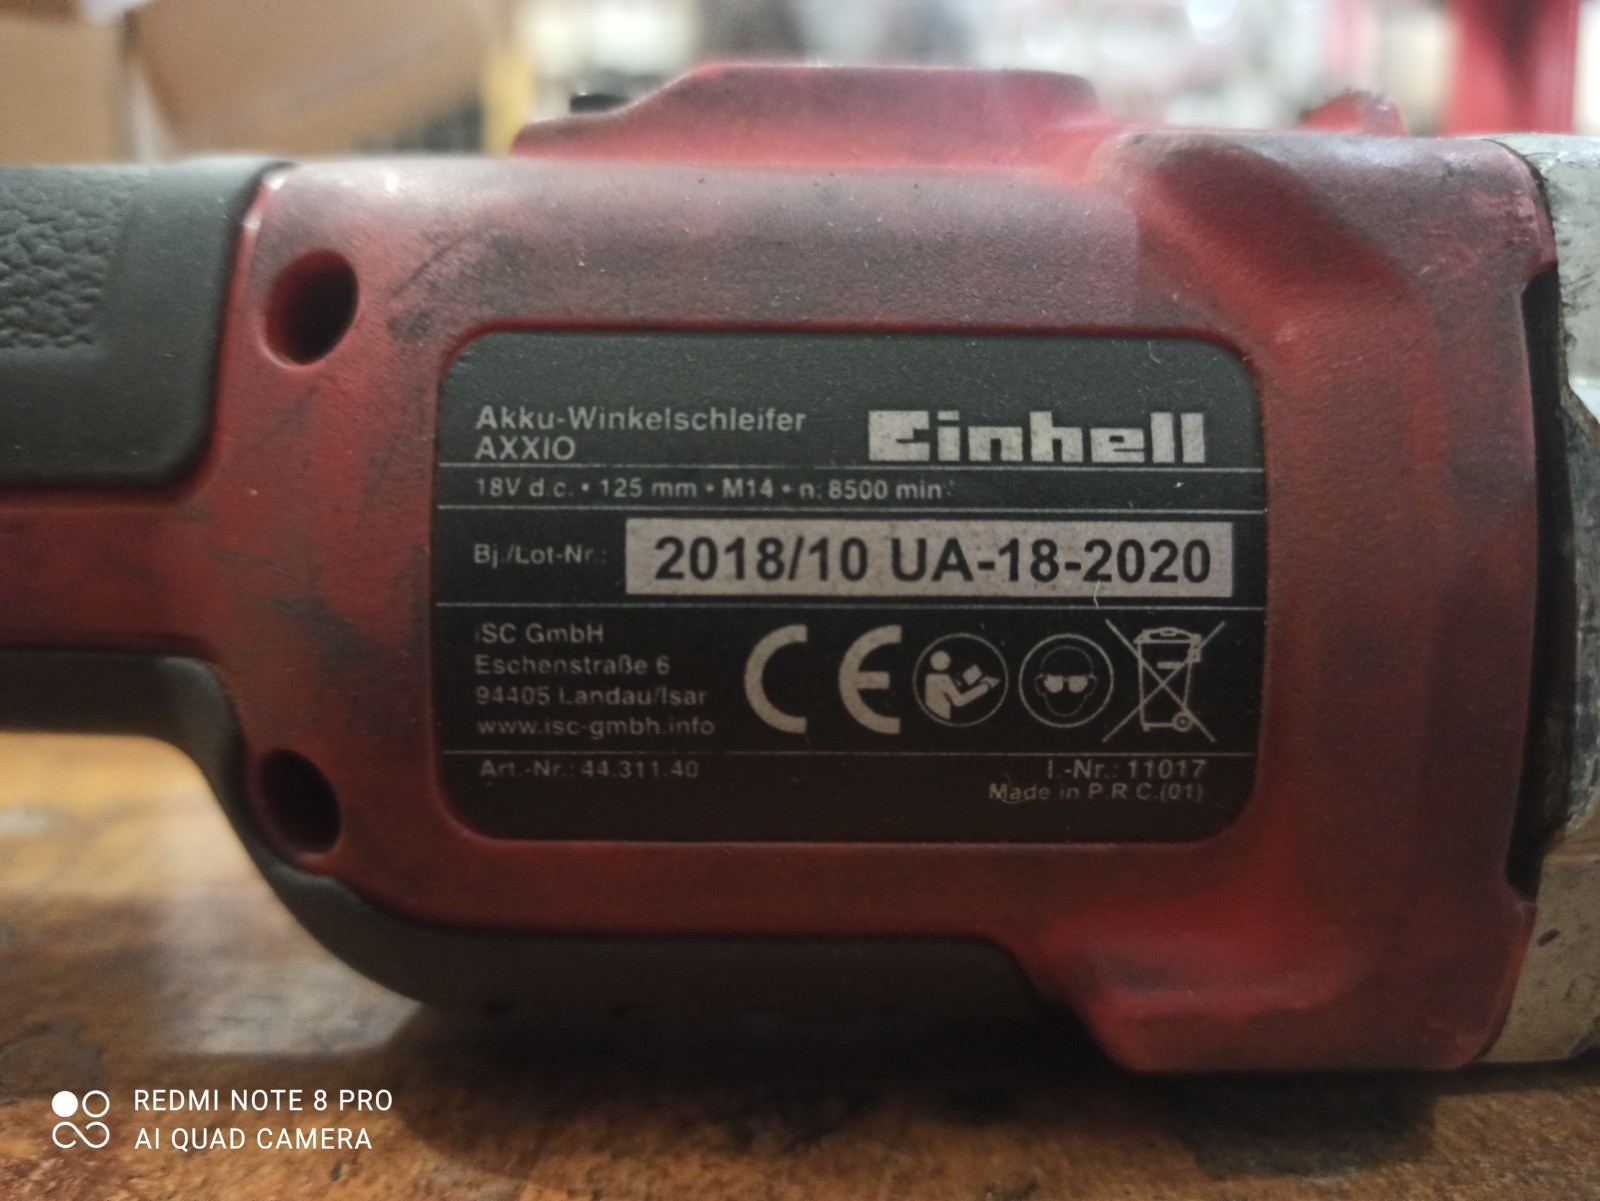 Akku-Winkelschleifer
AXXIO
Einhell
18V d.c. • 125 mm • M14 • n: 8500 min⁻¹
Bj./Lot-Nr.: 2018/10 UA-18-2020
iSC GmbH
Eschenstraße 6
94405 Landau/Isar
www.isc-gmbh.info
CE
Art.-Nr.: 44.311.40
I.-Nr.: 11017
Made in P.R.C.(01)
REDMI NOTE 8 PRO
AI QUAD CAMERA